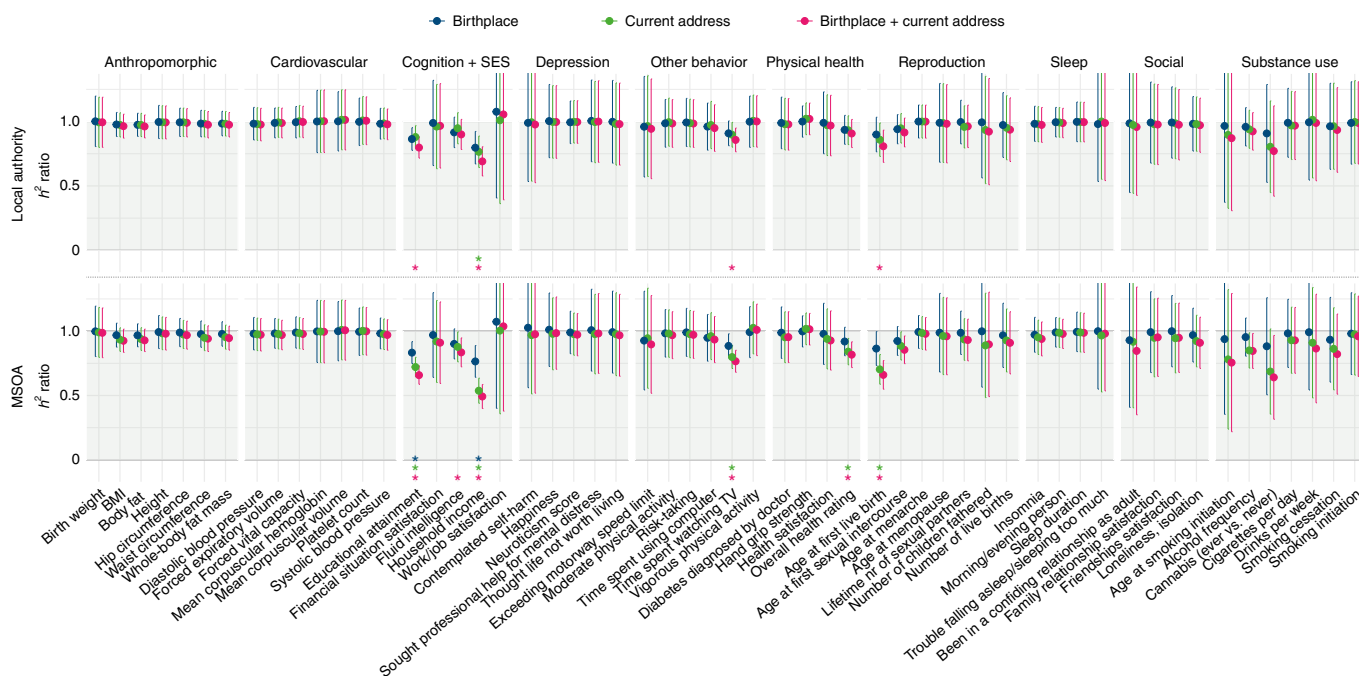 Birthplace
Current address
Birthplace + current address
Anthropomorphic
Cardiovascular
Cognition + SES
Depression
Other behavior
Physical health
Reproduction
Sleep
Social
Substance use
Local authority
h² ratio
1.0
0.5
0
*
*
*
*
*
MSOA
h² ratio
1.0
0.5
0
*
*
*
*
*
*
*
*
*
*
*
*
Birth weight
BMI
Body fat
Height
Hip circumference
Waist circumference
Whole-body fat mass
Diastolic blood pressure
Forced expiratory volume
Forced vital capacity
Corpuscular hemoglobin
Mean corpuscular volume
Platelet count
Mean corpuscular pressure
Systolic blood pressure
Educational attainment
Financial situation satisfaction
Fluid intelligence
Household income
Work/job satisfaction
Contemplated self-harm
Happiness
Neuroticism score
Sought professional help for mental distress
Thought life not worth living
Exceeding motorway speed limit
Moderate physical activity
Risk-taking
Time spent using computer
Time spent watching TV
Vigorous physical activity
Diabetes diagnosed by doctor
Hand grip strength
Health satisfaction
Overall health rating
Age at first live birth
Age at first sexual intercourse
Age at menarche
Age at menopause
Lifetime nr of sexual partners
Number of children fathered
Number of live births
Insomnia
Morning/evening person
Sleep duration
Trouble falling asleep/sleeping too much
Been in a confiding relationship as adult
Family relationship satisfaction
Friendships satisfaction
Loneliness, isolation
Age at smoking initiation
Alcohol frequency
Cannabis (ever vs. never)
Cigarettes per day
Drinks per week
Smoking cessation
Smoking initiation